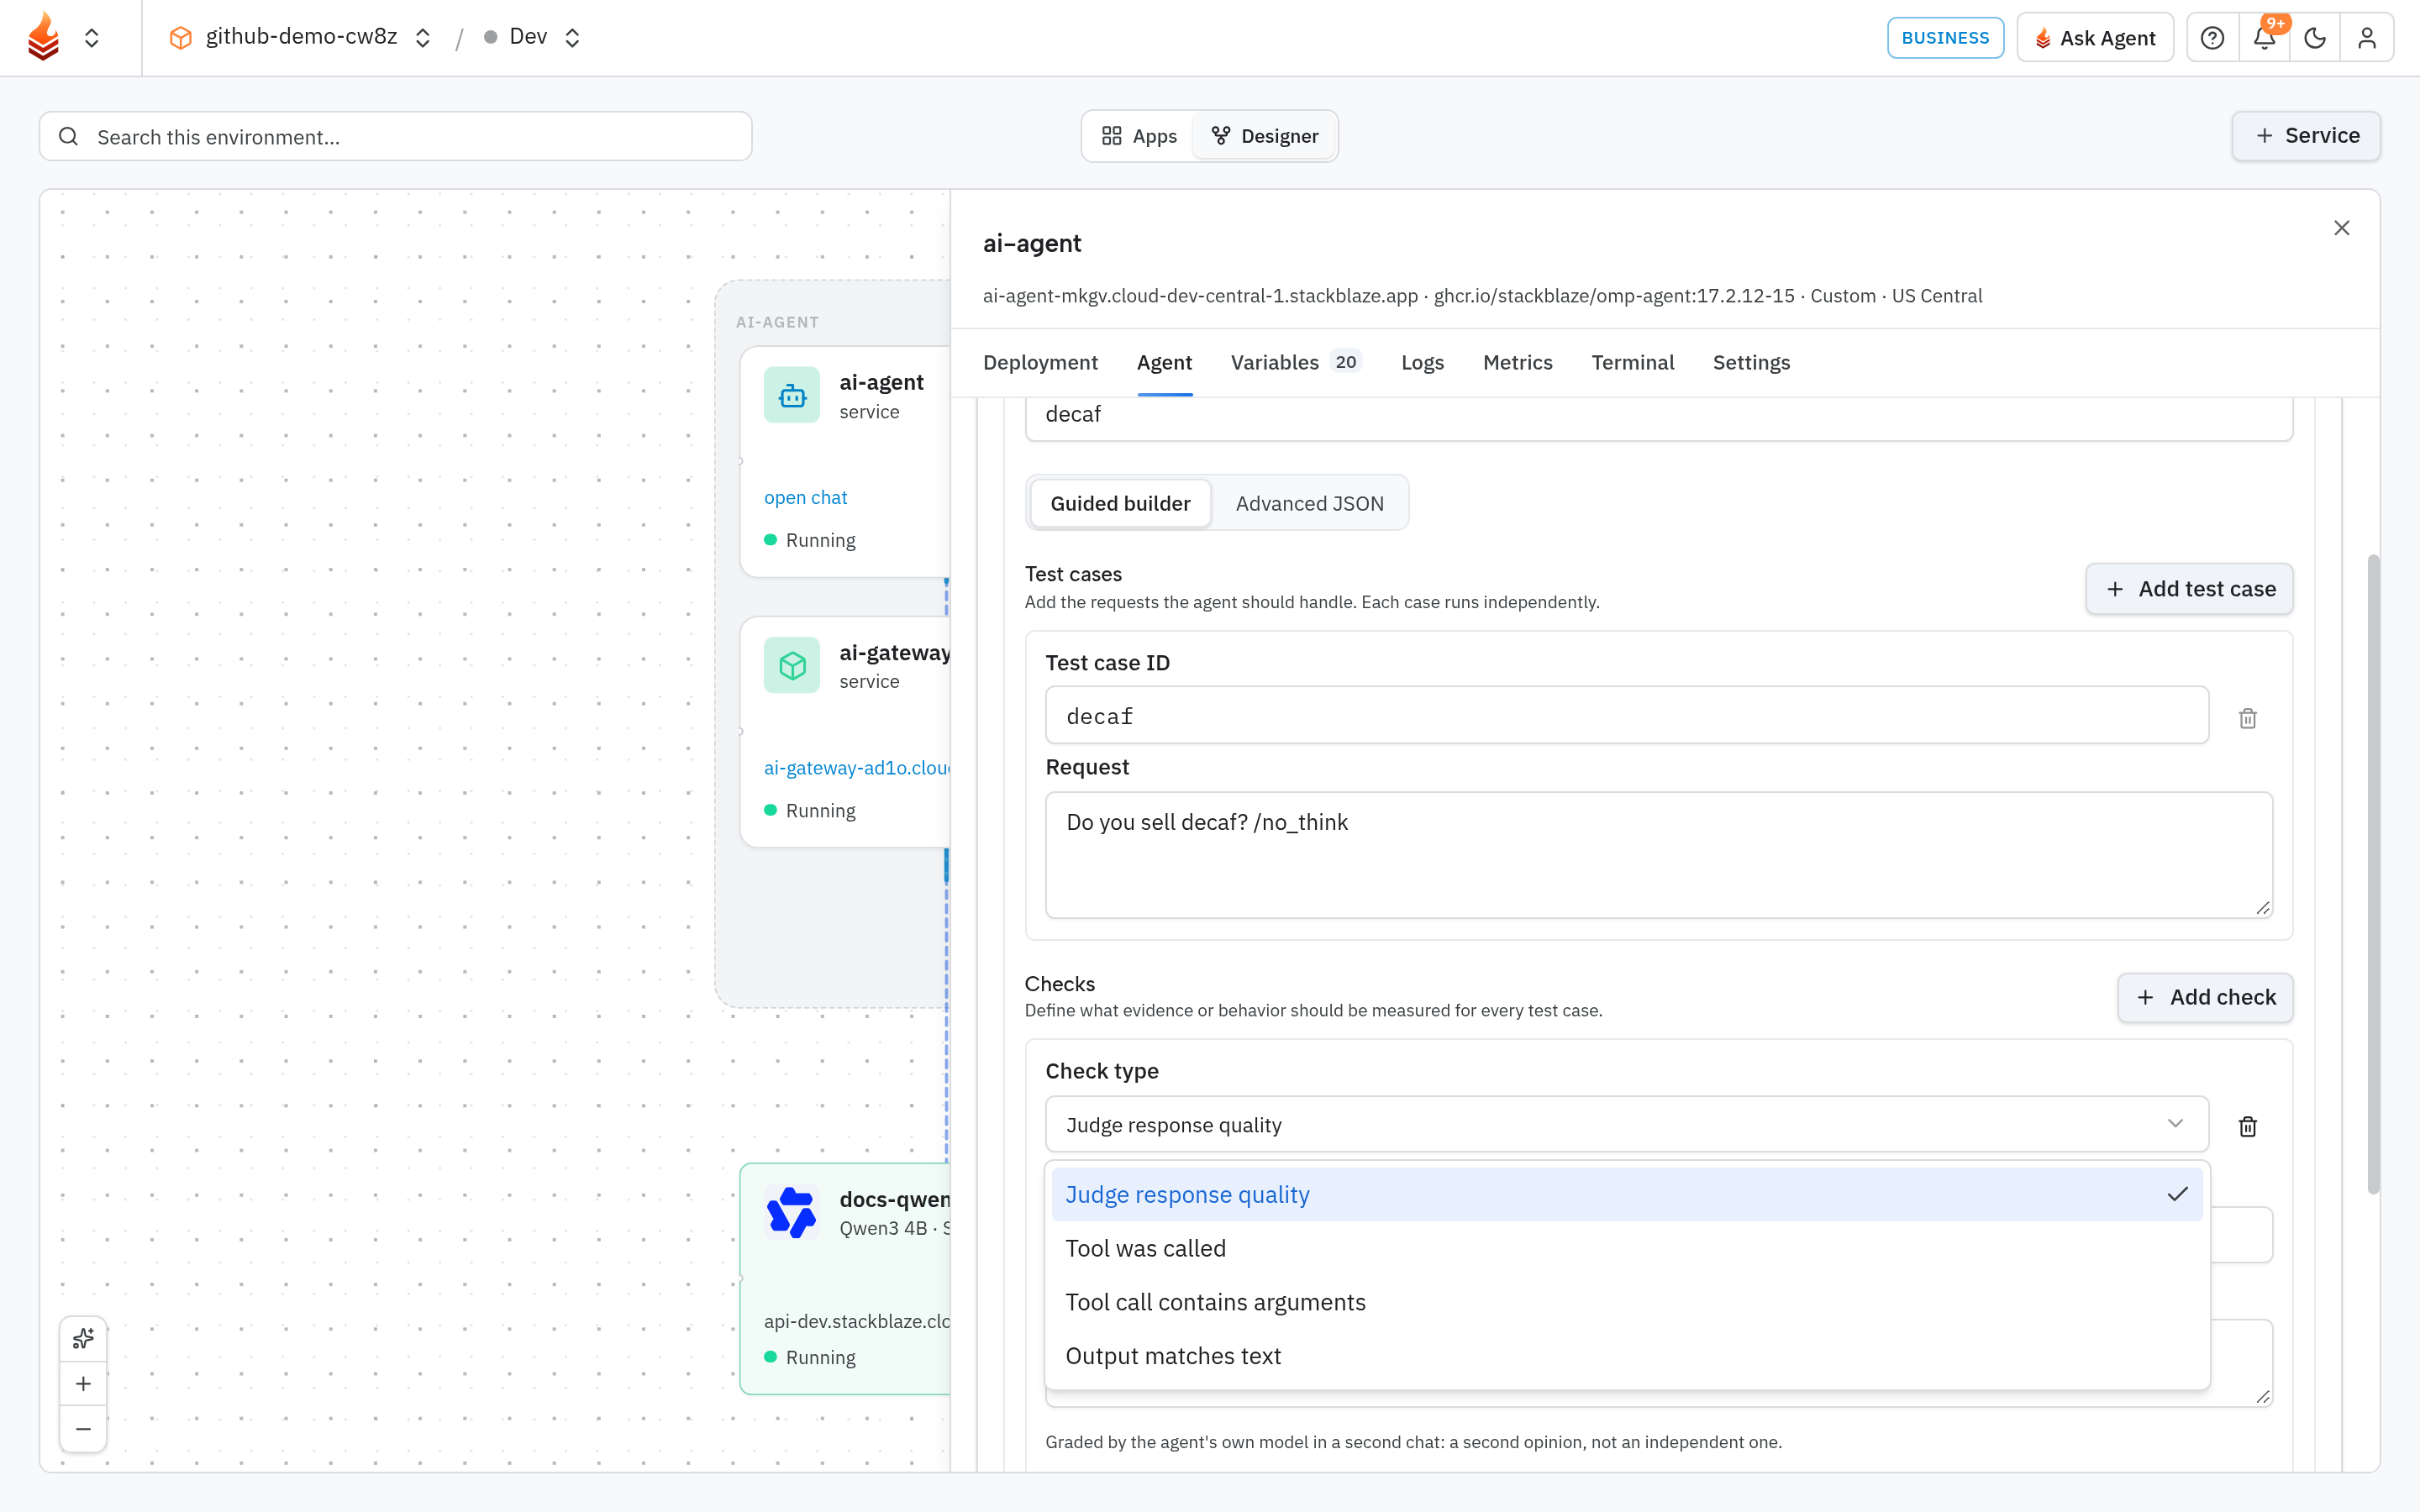 github-demo-cw8z / Dev
BUSINESS
Ask Agent
9+
Search this environment...
Apps
Designer
+ Service
AI-AGENT
ai-agent
service
open chat
Running
ai-gateway
service
ai-gateway-ad1o.clou
Running
docs-qwen
Qwen3 4B · S
api-dev.stackblaze.clo
Running
ai-agent
ai-agent-mkgv.cloud-dev-central-1.stackblaze.app · ghcr.io/stackblaze/omp-agent:17.2.12-15 · Custom · US Central
Deployment Agent Variables 20 Logs Metrics Terminal Settings
decaf
Guided builder Advanced JSON
Test cases
Add the requests the agent should handle. Each case runs independently.
+ Add test case
Test case ID
decaf
Request
Do you sell decaf? /no_think
Checks
Define what evidence or behavior should be measured for every test case.
+ Add check
Check type
Judge response quality
Judge response quality
Tool was called
Tool call contains arguments
Output matches text
Graded by the agent's own model in a second chat: a second opinion, not an independent one.